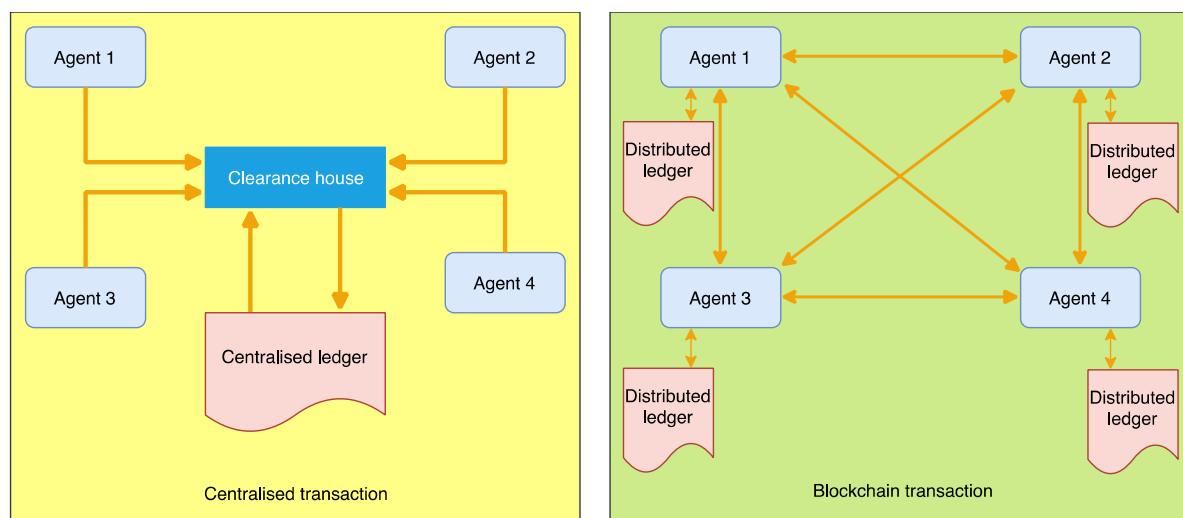 Agent 1
Agent 2
Clearance house
Agent 3
Agent 4
Centralised ledger
Centralised transaction
Agent 1
Agent 2
Distributed
ledger
Distributed
ledger
Agent 3
Agent 4
Distributed
ledger
Distributed
ledger
Blockchain transaction